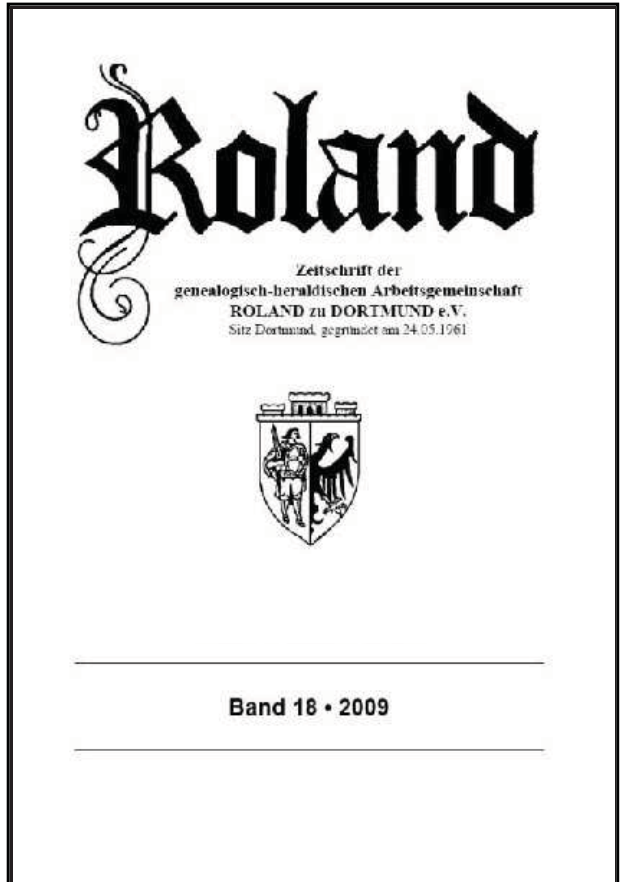 Roland
Zeitschrift der
genealogisch-heraldischen Arbeitsgemeinschaft
ROLAND zu DORTMUND e.V.
Sitz Dortmund, gegründet am 24.05.1961
Band 18 • 2009